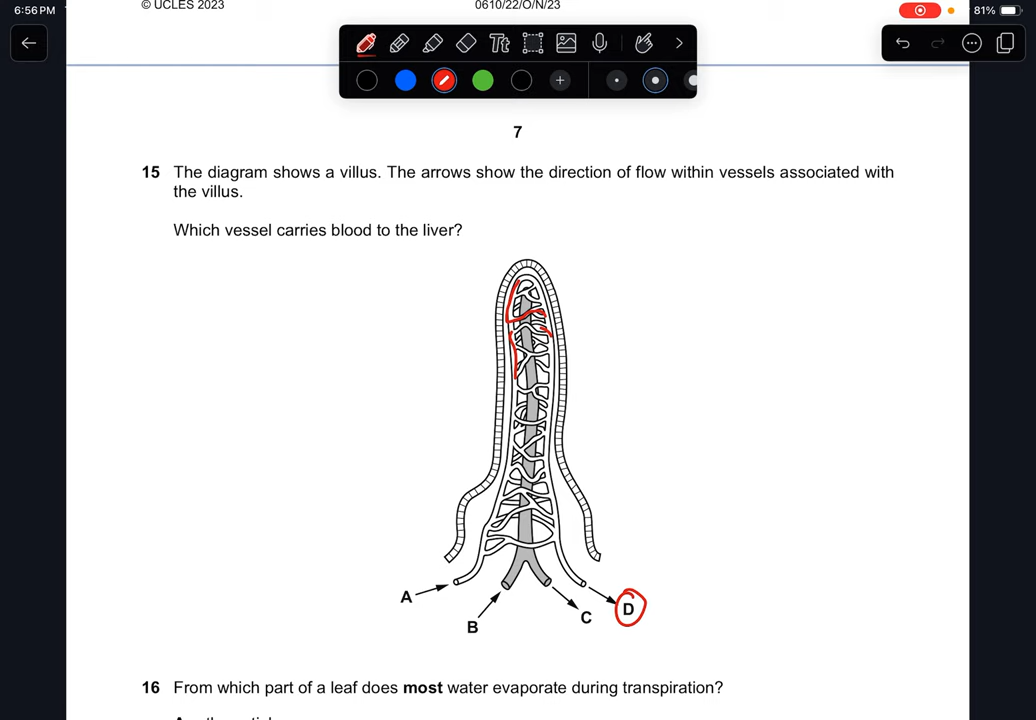 6:56 PM
© UCLES 2023
0610/22/O/N/23
81%
Tt
7
15 The diagram shows a villus. The arrows show the direction of flow within vessels associated with
the villus.
Which vessel carries blood to the liver?
A
B
C
D
16 From which part of a leaf does most water evaporate during transpiration?